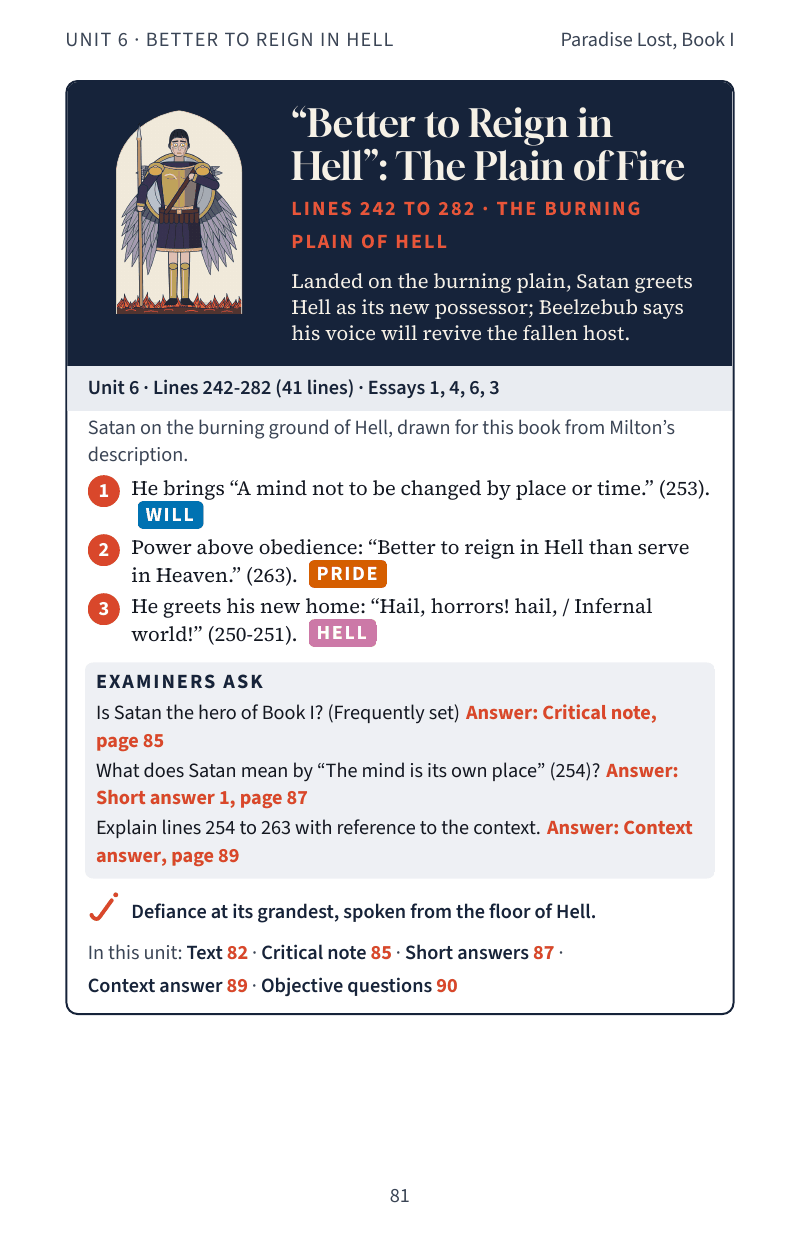 UNIT 6 · BETTER TO REIGN IN HELL
Paradise Lost, Book I
“Better to Reign in
Hell”: The Plain of Fire
LINES 242 TO 282 · THE BURNING
PLAIN OF HELL
Landed on the burning plain, Satan greets
Hell as its new possessor; Beelzebub says
his voice will revive the fallen host.
Unit 6 · Lines 242-282 (41 lines) · Essays 1, 4, 6, 3
Satan on the burning ground of Hell, drawn for this book from Milton’s
description.
1 He brings “A mind not to be changed by place or time.” (253).
WILL
2 Power above obedience: “Better to reign in Hell than serve
in Heaven.” (263). PRIDE
3 He greets his new home: “Hail, horrors! hail, / Infernal
world!” (250-251). HELL
EXAMINERS ASK
Is Satan the hero of Book I? (Frequently set) Answer: Critical note,
page 85
What does Satan mean by “The mind is its own place” (254)? Answer:
Short answer 1, page 87
Explain lines 254 to 263 with reference to the context. Answer: Context
answer, page 89
Defiance at its grandest, spoken from the floor of Hell.
In this unit: Text 82 · Critical note 85 · Short answers 87 ·
Context answer 89 · Objective questions 90
81